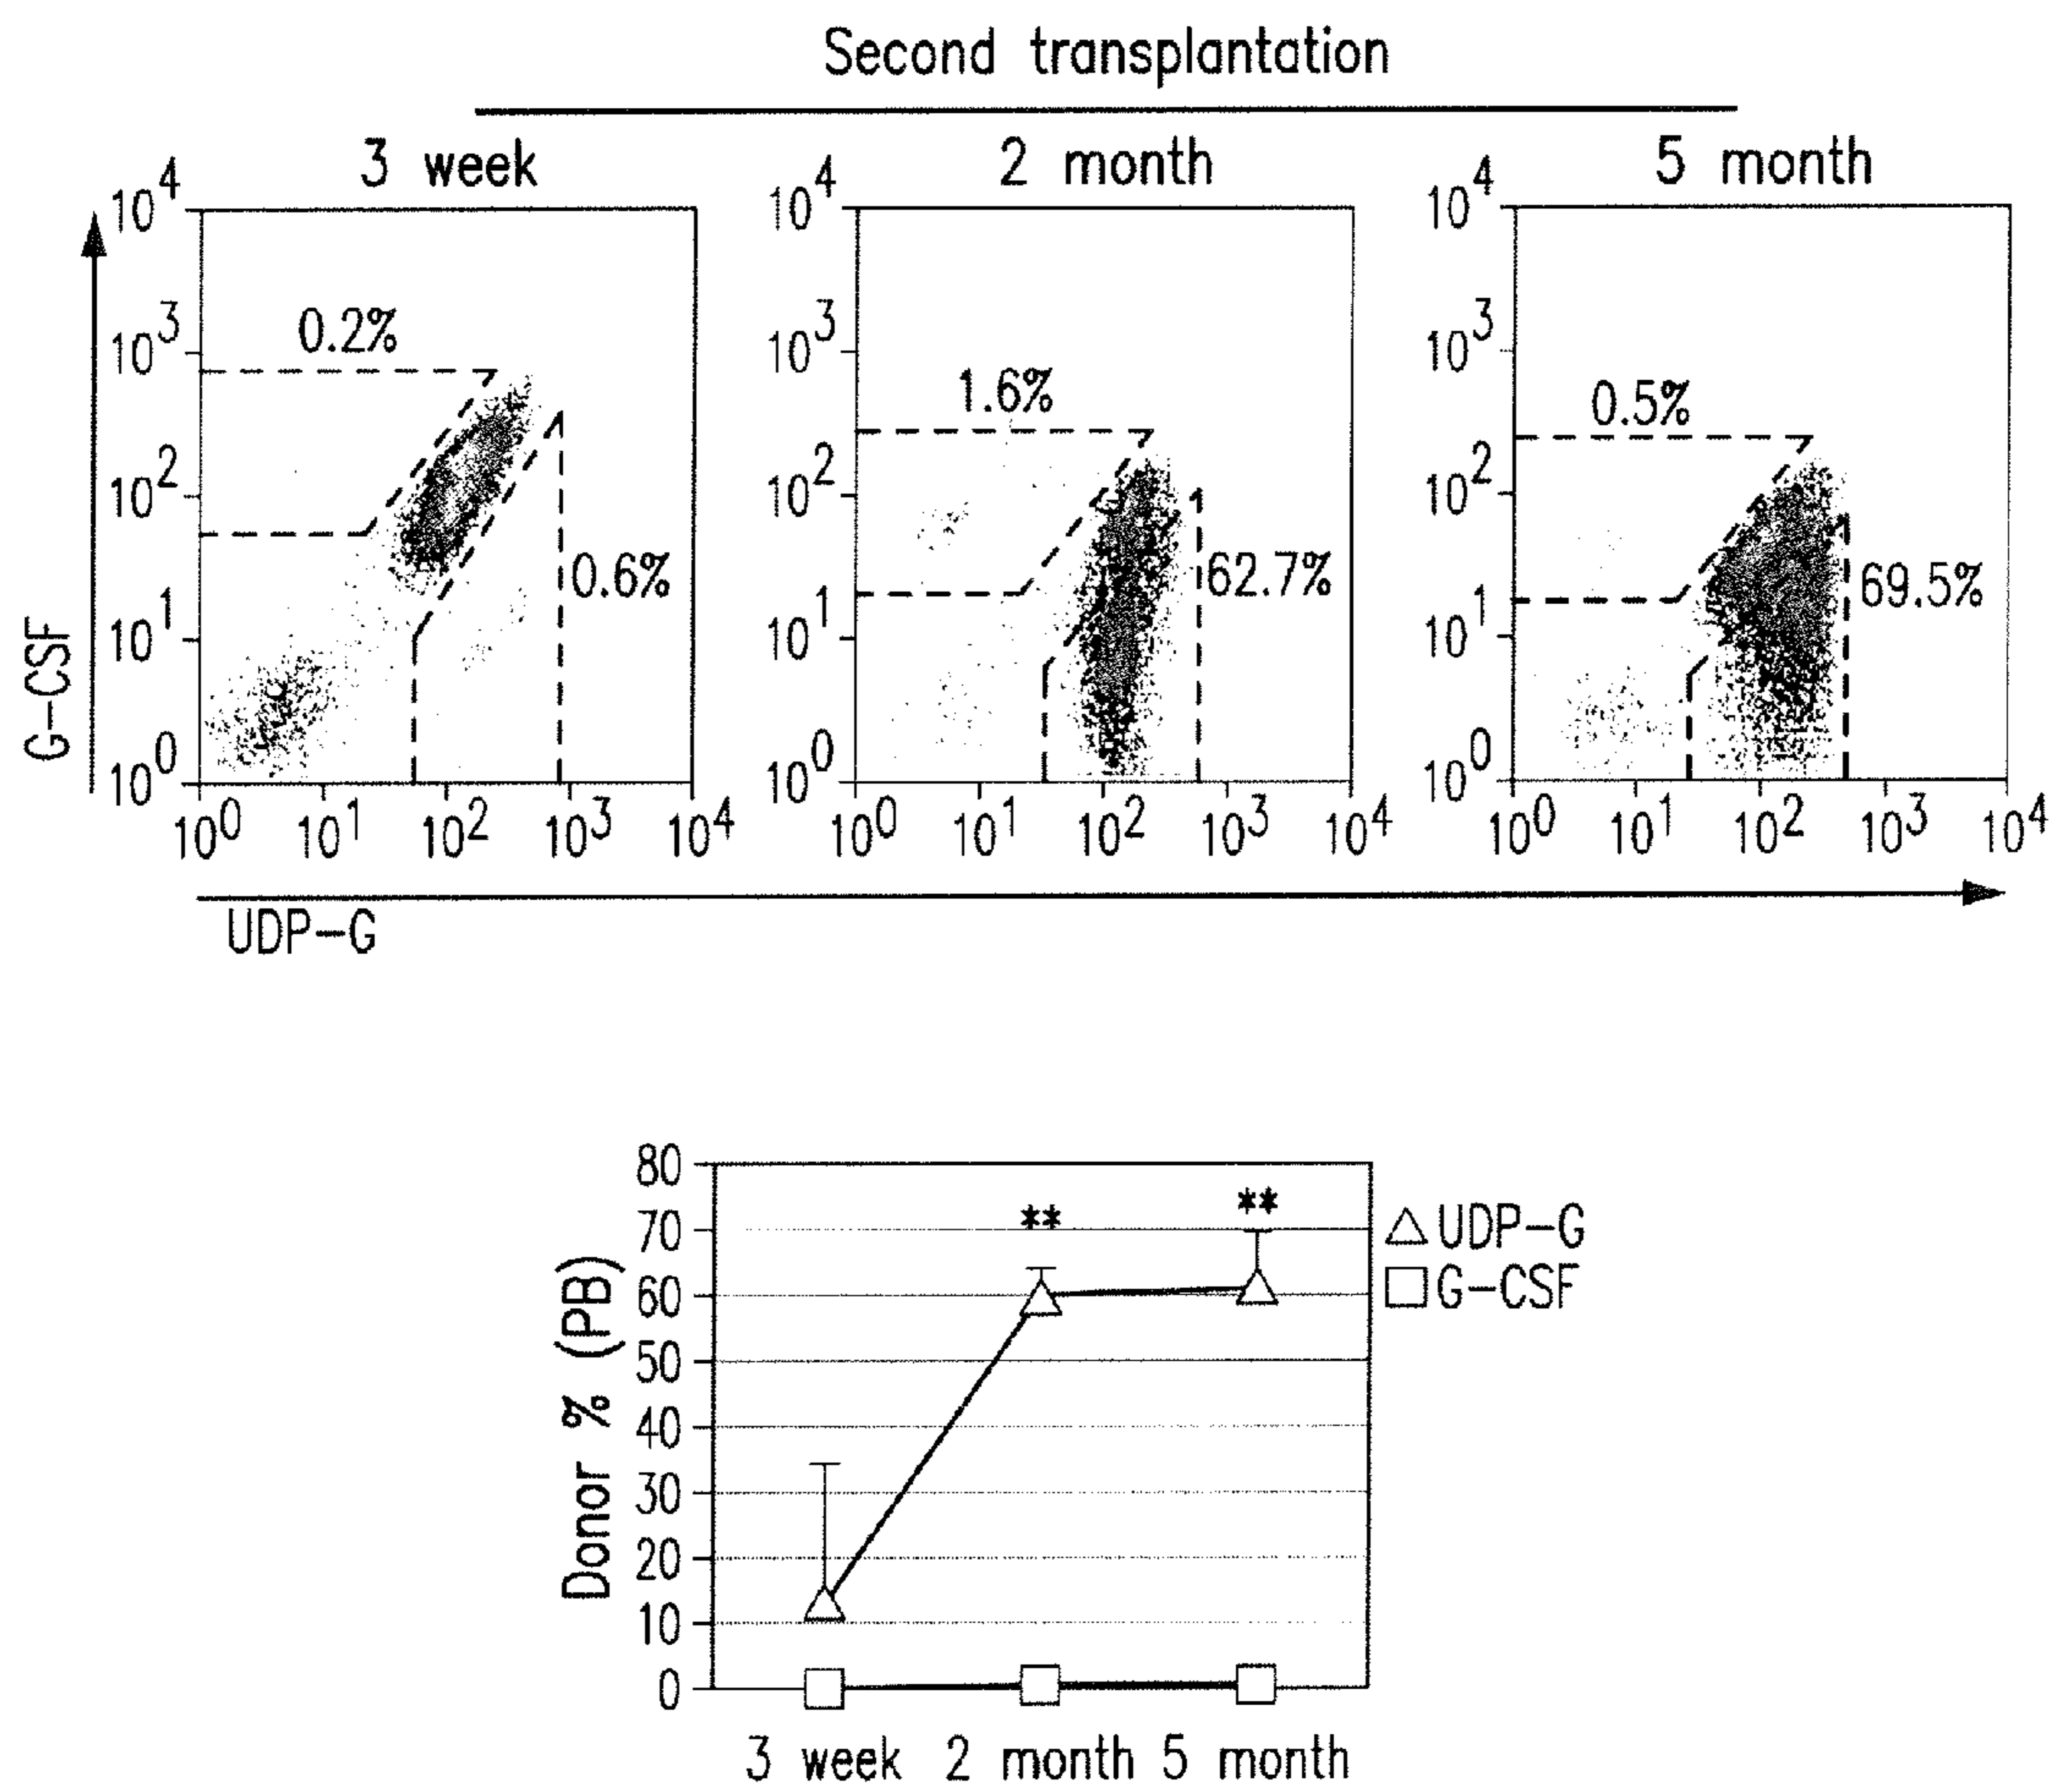 Second transplantation
3 week 2 month 5 month
10^4 10^4 10^4
10^3 10^3 10^3
0.2% 1.6% 0.5%
10^2 10^2 10^2
0.6% 62.7% 69.5%
10^1 10^1 10^1
G-CSF
10^0 10^0 10^0
10^0 10^1 10^2 10^3 10^4 10^0 10^1 10^2 10^3 10^4 10^0 10^1 10^2 10^3 10^4
UDP-G
80
70
60
50
40
30
20
10
0
Donor % (PB)
** **
UDP-G
G-CSF
3 week 2 month 5 month